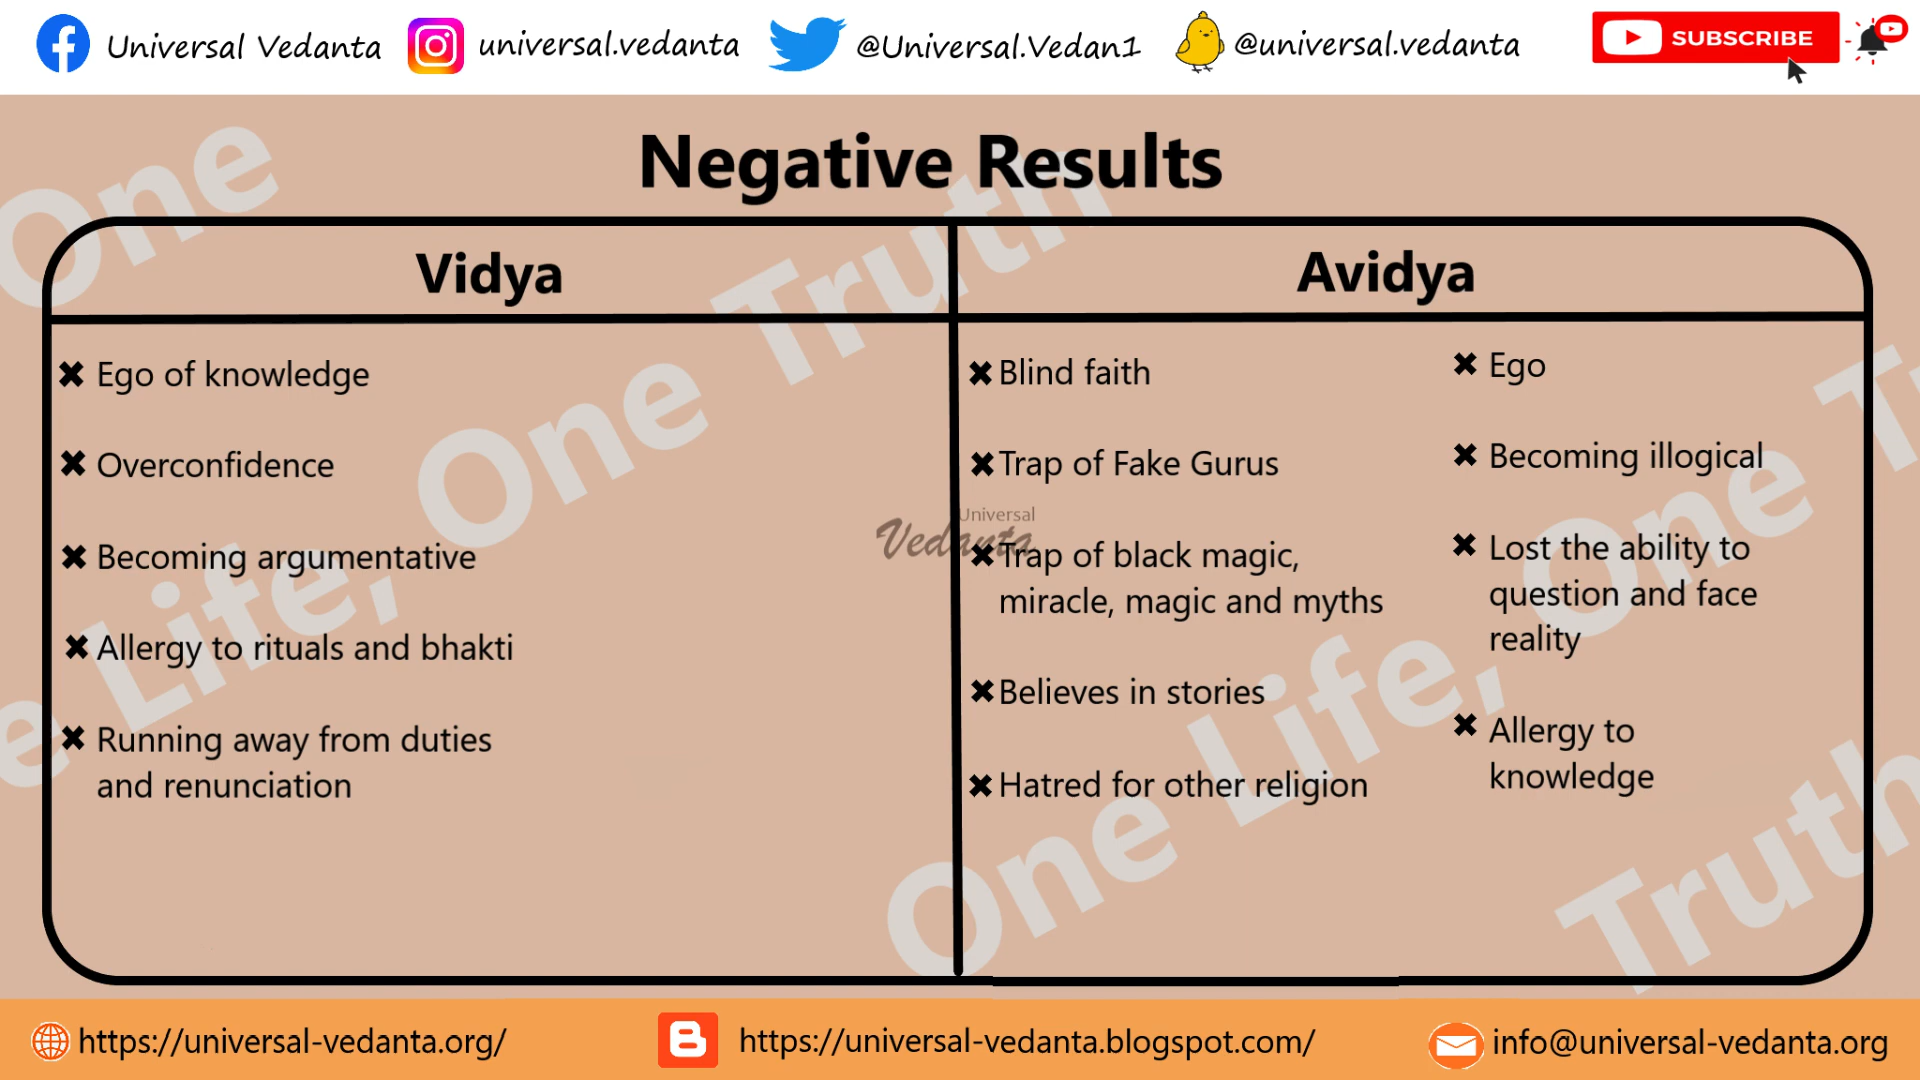 Universal Vedanta
universal.vedanta
@Universal.Vedan1
@universal.vedanta
SUBSCRIBE
Negative Results
Vidya
✖ Ego of knowledge
✖ Overconfidence
✖ Becoming argumentative
✖ Allergy to rituals and bhakti
✖ Running away from duties
and renunciation
Avidya
✖ Blind faith
✖ Trap of Fake Gurus
✖ Trap of black magic,
miracle, magic and myths
✖ Believes in stories
✖ Hatred for other religion
✖ Ego
✖ Becoming illogical
✖ Lost the ability to
question and face
reality
✖ Allergy to
knowledge
Universal
Vedanta
One Life, One Truth
One Life, One Truth
https://universal-vedanta.org/
https://universal-vedanta.blogspot.com/
info@universal-vedanta.org